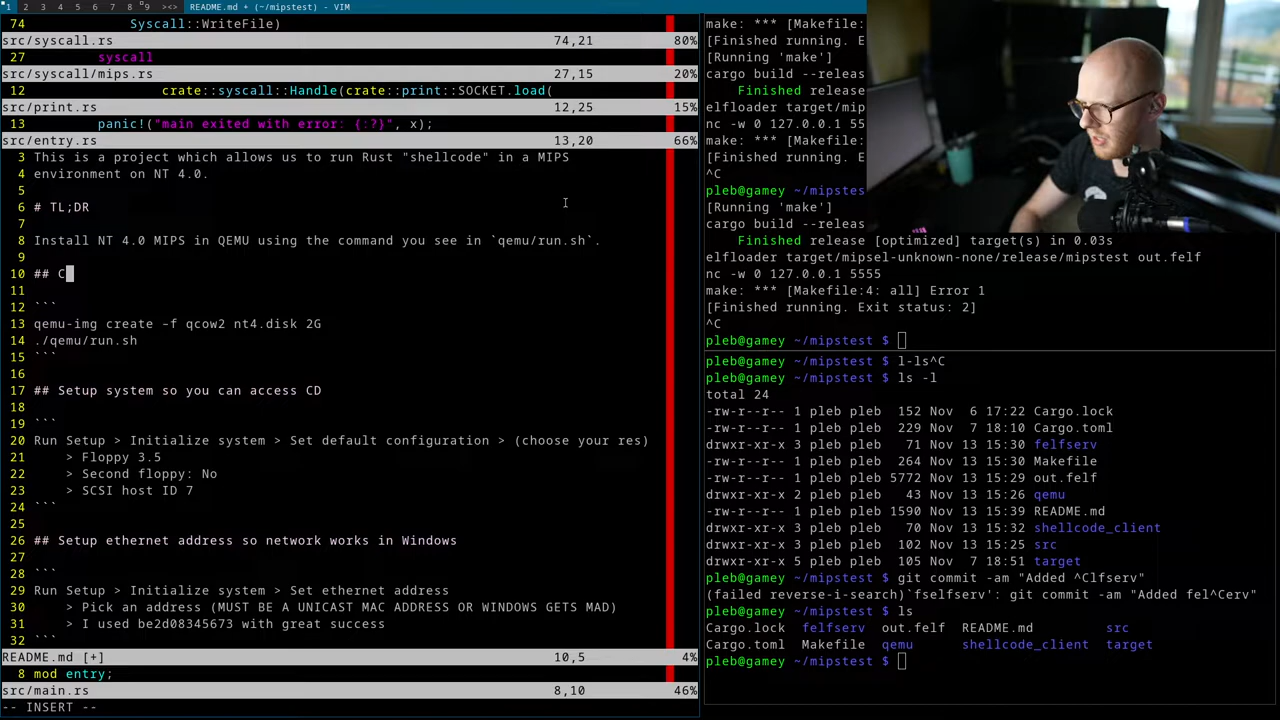 1 2 3 4 5 6 7 8 9 ><> README.md + (~/mipstest) - VIM
74 Syscall::WriteFile)
src/syscall.rs 74,21 80%
27 syscall
src/syscall/mips.rs 27,15 20%
12 crate::syscall::Handle(crate::print::SOCKET.load(
src/print.rs 12,25 15%
13 panic!("main exited with error: {:?}", x);
src/entry.rs 13,20 66%
3 This is a project which allows us to run Rust "shellcode" in a MIPS
4 environment on NT 4.0.
5
6 # TL;DR
7
8 Install NT 4.0 MIPS in QEMU using the command you see in `qemu/run.sh`.
9
10 ## C
11
12 ```
13 qemu-img create -f qcow2 nt4.disk 2G
14 ./qemu/run.sh
15 ```
16
17 ## Setup system so you can access CD
18
19 ```
20 Run Setup > Initialize system > Set default configuration > (choose your res)
21 > Floppy 3.5
22 > Second floppy: No
23 > SCSI host ID 7
24 ```
25
26 ## Setup ethernet address so network works in Windows
27
28 ```
29 Run Setup > Initialize system > Set ethernet address
30 > Pick an address (MUST BE A UNICAST MAC ADDRESS OR WINDOWS GETS MAD)
31 > I used be2d08345673 with great success
32 ```
README.md [+] 10,5 4%
8 mod entry;
src/main.rs 8,10 46%
-- INSERT --
make: *** [Makefile:
[Finished running. E
[Running 'make']
cargo build --releas
Finished release
elfloader target/mip
nc -w 0 127.0.0.1 555
make: *** [Makefile:
[Finished running. E
^C
pleb@gamey ~/mipstes
[Running 'make']
cargo build --releas
Finished release [optimized] target(s) in 0.03s
elfloader target/mipsel-unknown-none/release/mipstest out.felf
nc -w 0 127.0.0.1 5555
make: *** [Makefile:4: all] Error 1
[Finished running. Exit status: 2]
^C
pleb@gamey ~/mipstest $
pleb@gamey ~/mipstest $ l-ls^C
pleb@gamey ~/mipstest $ ls -l
total 24
-rw-r--r-- 1 pleb pleb 152 Nov 6 17:22 Cargo.lock
-rw-r--r-- 1 pleb pleb 229 Nov 7 18:10 Cargo.toml
drwxr-xr-x 3 pleb pleb 71 Nov 13 15:30 felfserv
-rw-r--r-- 1 pleb pleb 264 Nov 13 15:30 Makefile
-rw-r--r-- 1 pleb pleb 5772 Nov 13 15:29 out.felf
drwxr-xr-x 2 pleb pleb 43 Nov 13 15:26 qemu
-rw-r--r-- 1 pleb pleb 1590 Nov 13 15:39 README.md
drwxr-xr-x 3 pleb pleb 70 Nov 13 15:32 shellcode_client
drwxr-xr-x 3 pleb pleb 102 Nov 13 15:25 src
drwxr-xr-x 5 pleb pleb 105 Nov 7 18:51 target
pleb@gamey ~/mipstest $ git commit -am "Added ^Clfserv"
(failed reverse-i-search)`fselfserv': git commit -am "Added fel^Cerv"
pleb@gamey ~/mipstest $ ls
Cargo.lock felfserv out.felf README.md src
Cargo.toml Makefile qemu shellcode_client target
pleb@gamey ~/mipstest $